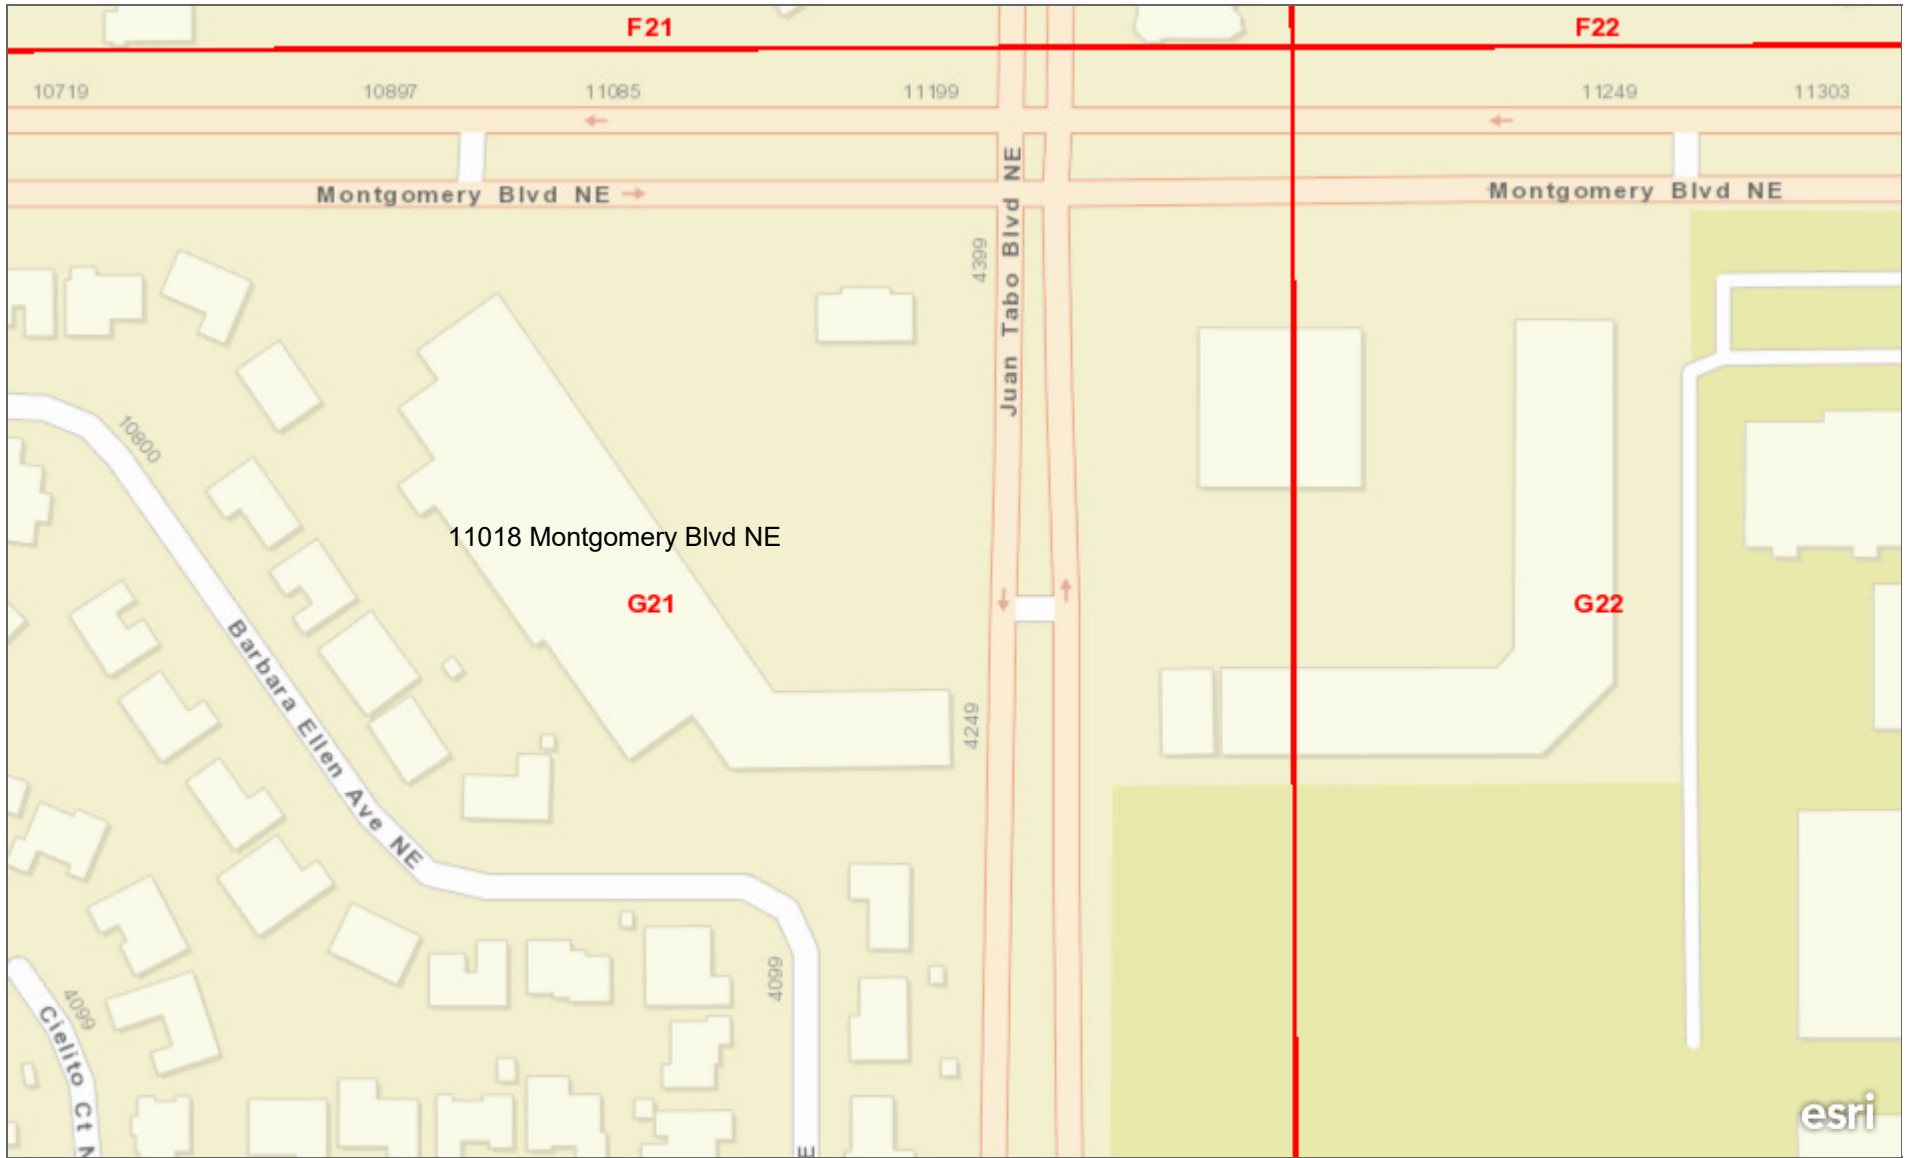 F21
F22
10719
10897
11085
11199
11249
11303
Montgomery Blvd NE
Juan Tabo Blvd NE
Montgomery Blvd NE
4399
10800
11018 Montgomery Blvd NE
G21
G22
Barbara Ellen Ave NE
4249
4099
4099
Cielito Ct N
E
esri